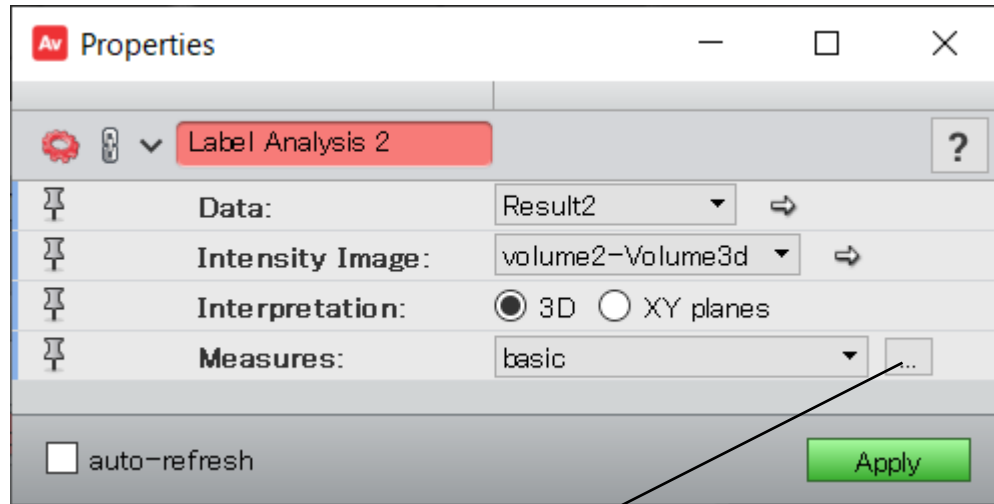 Av Properties
Label Analysis 2 ?
Data: Result2
Intensity Image: volume2-Volume3d
Interpretation: 3D XY planes
Measures: basic ...
auto-refresh Apply